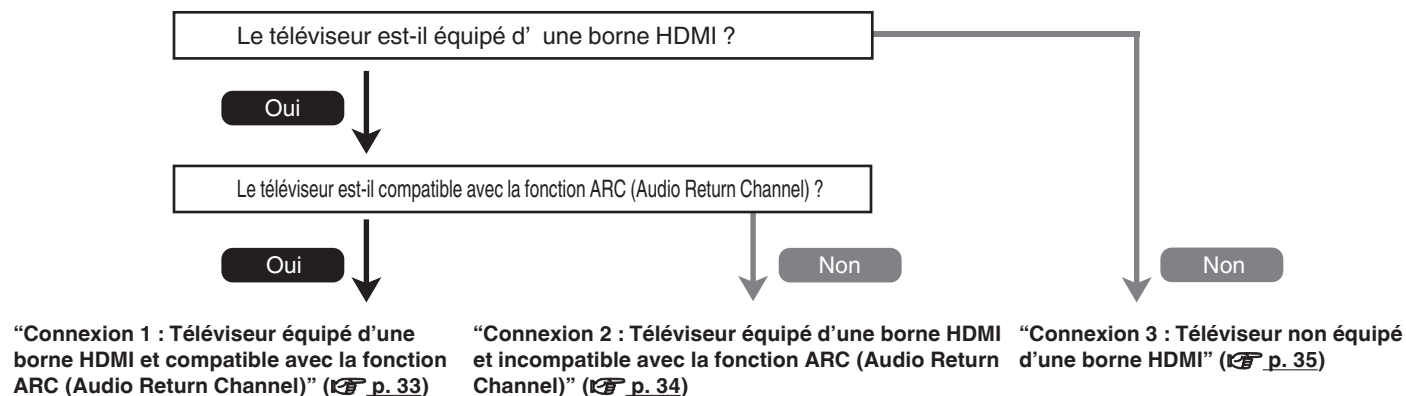 Le téléviseur est-il équipé d' une borne HDMI ?
Oui
Le téléviseur est-il compatible avec la fonction ARC (Audio Return Channel) ?
Oui
Non
Non
“Connexion 1 : Téléviseur équipé d’une
borne HDMI et compatible avec la fonction
ARC (Audio Return Channel)” (☞ p. 33)
“Connexion 2 : Téléviseur équipé d’une borne HDMI
et incompatible avec la fonction ARC (Audio Return
Channel)” (☞ p. 34)
“Connexion 3 : Téléviseur non équipé
d’une borne HDMI” (☞ p. 35)